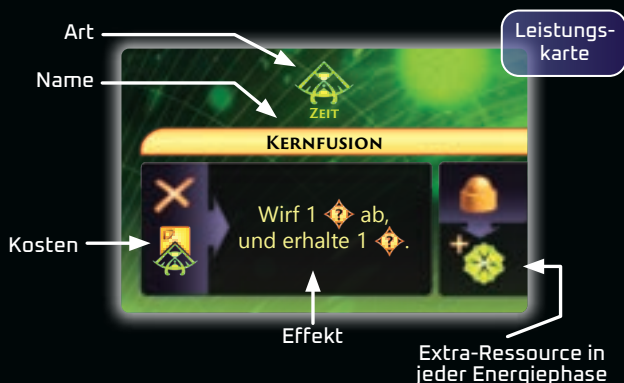 Leistungs-
karte
Art
Name
ZEIT
KERNFUSION
Kosten
Wirf 1 ? ab,
und erhalte 1 ?.
Effekt
Extra-Ressource in
jeder Energiephase